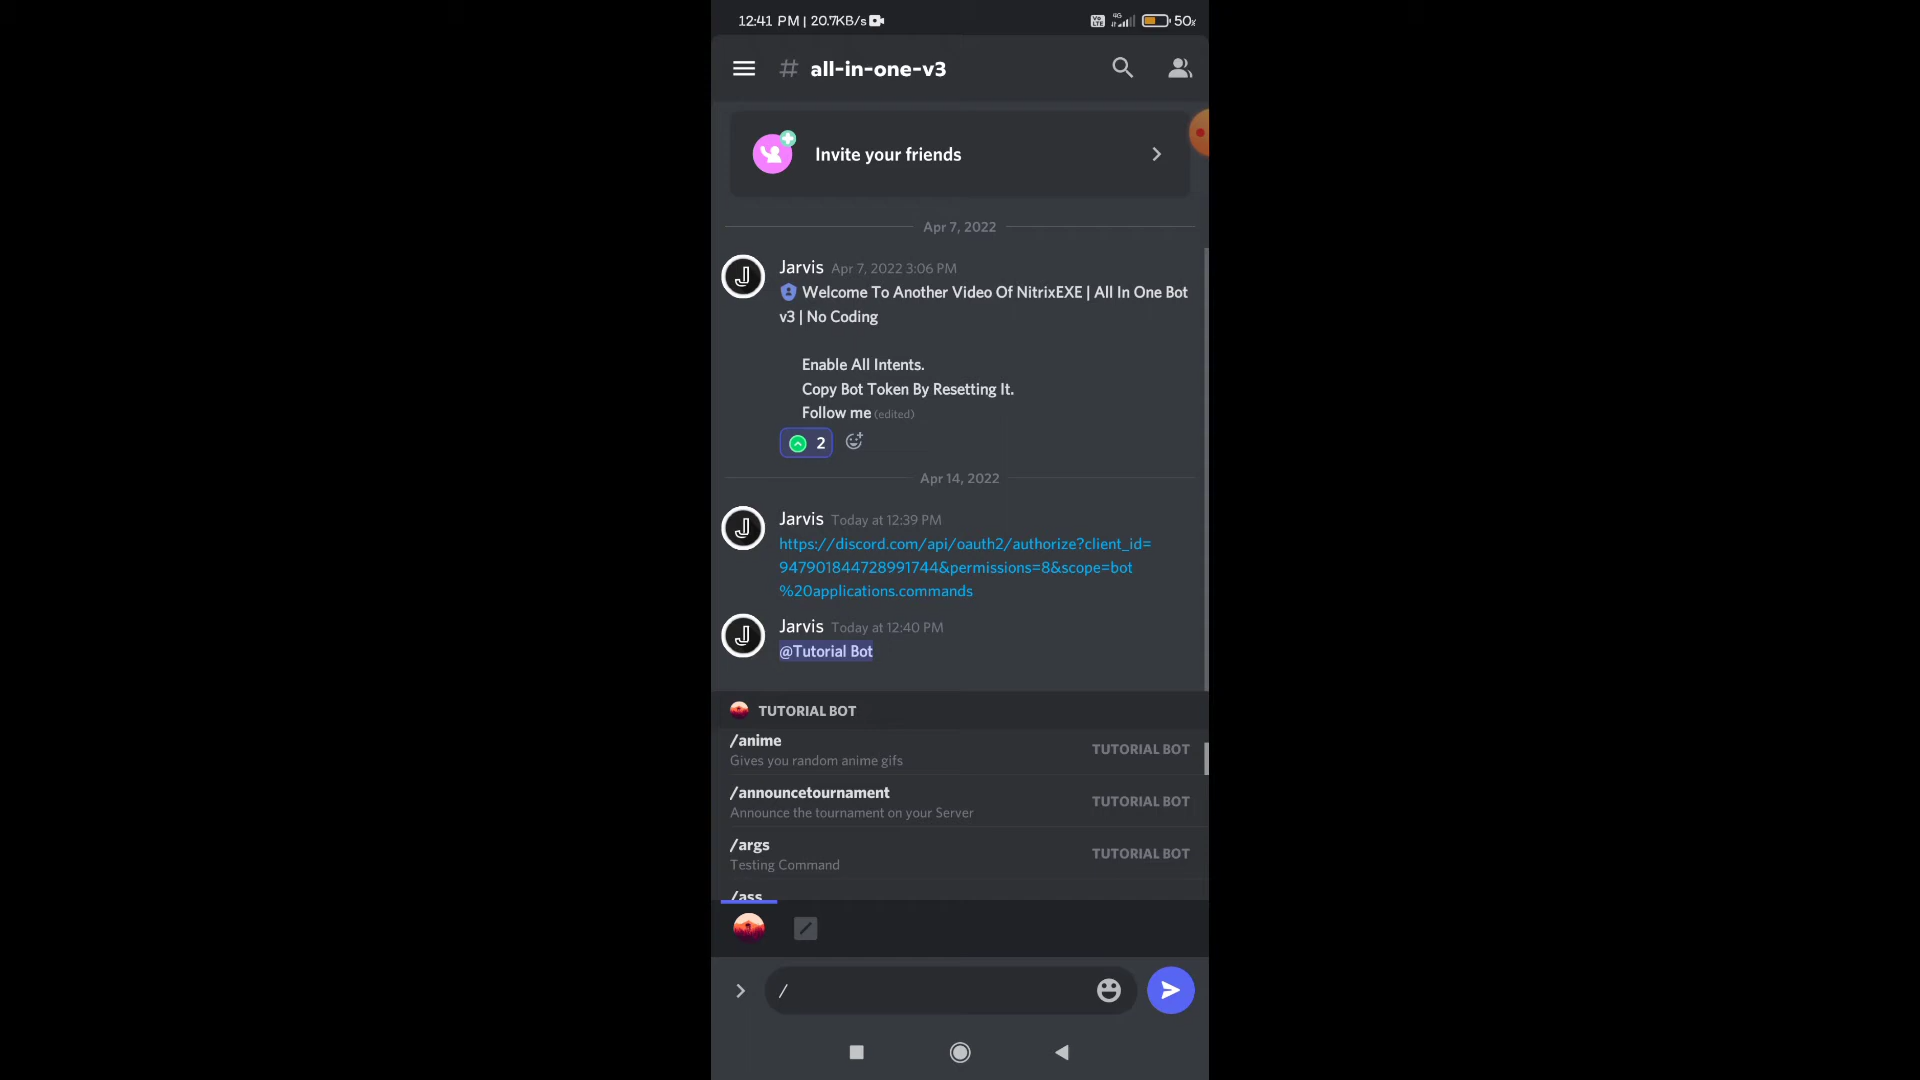 12:41 PM | 20.7KB/s
Vo LTE 4G 50%
# all-in-one-v3
Invite your friends
Apr 7, 2022
J Jarvis Apr 7, 2022 3:06 PM
Welcome To Another Video Of NitrixEXE | All In One Bot
v3 | No Coding
Enable All Intents.
Copy Bot Token By Resetting It.
Follow me (edited)
2
Apr 14, 2022
J Jarvis Today at 12:39 PM
https://discord.com/api/oauth2/authorize?client_id=
947901844728991744&permissions=8&scope=bot
%20applications.commands
J Jarvis Today at 12:40 PM
@Tutorial Bot
TUTORIAL BOT
/anime
Gives you random anime gifs
TUTORIAL BOT
/announcetournament
Announce the tournament on your Server
TUTORIAL BOT
/args
Testing Command
TUTORIAL BOT
/ass
/